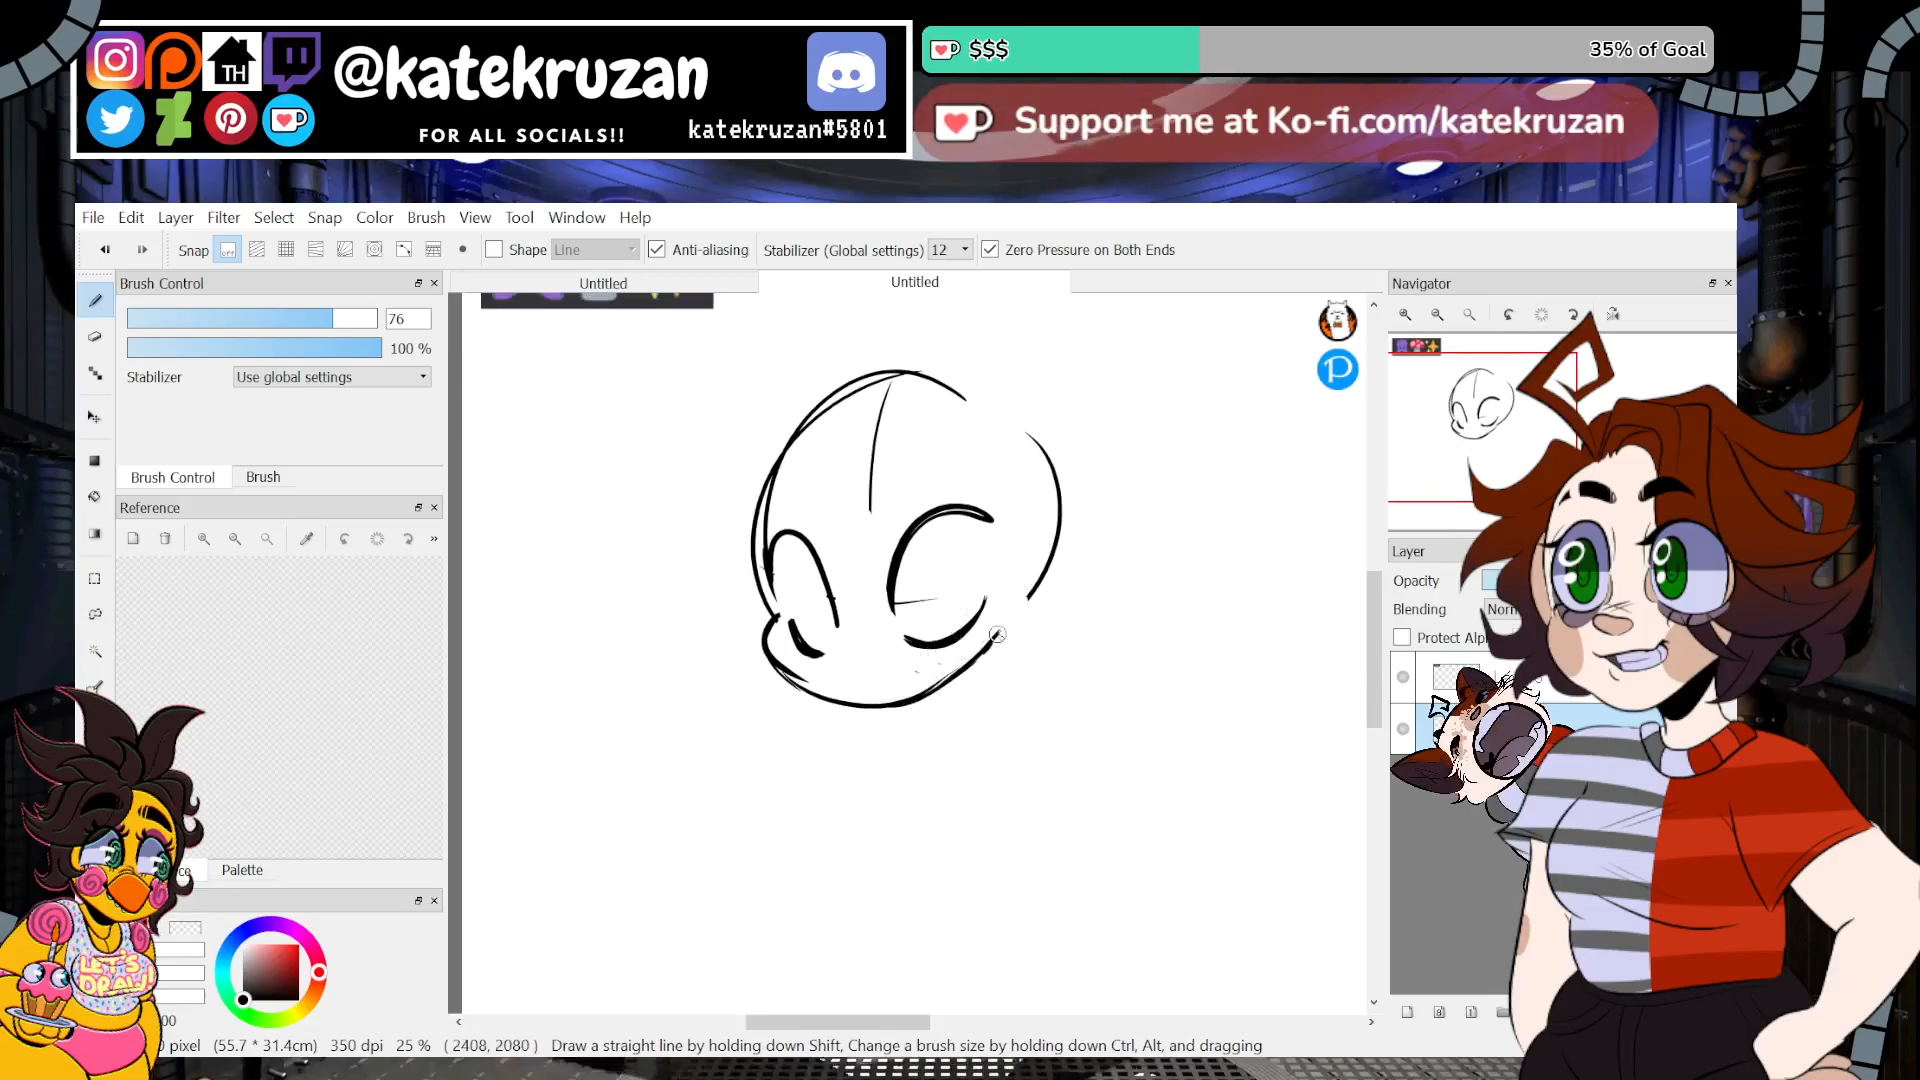 @katekruzan
FOR ALL SOCIALS!!
katekruzan#5801
TH
$$$
35% of Goal
Support me at Ko-fi.com/katekruzan
File Edit Layer Filter Select Snap Color Brush View Tool Window Help
Snap off Shape Line Anti-aliasing Stabilizer (Global settings) 12 Zero Pressure on Both Ends
Brush Control
Untitled
Untitled
Navigator
76
100 %
Stabilizer Use global settings
Brush Control Brush
Reference
Layer
Opacity
Blending
Protect Alp
Palette
LET'S DRAW!
00
pixel (55.7 * 31.4cm) 350 dpi 25 % ( 2408, 2080 ) Draw a straight line by holding down Shift, Change a brush size by holding down Ctrl, Alt, and dragging